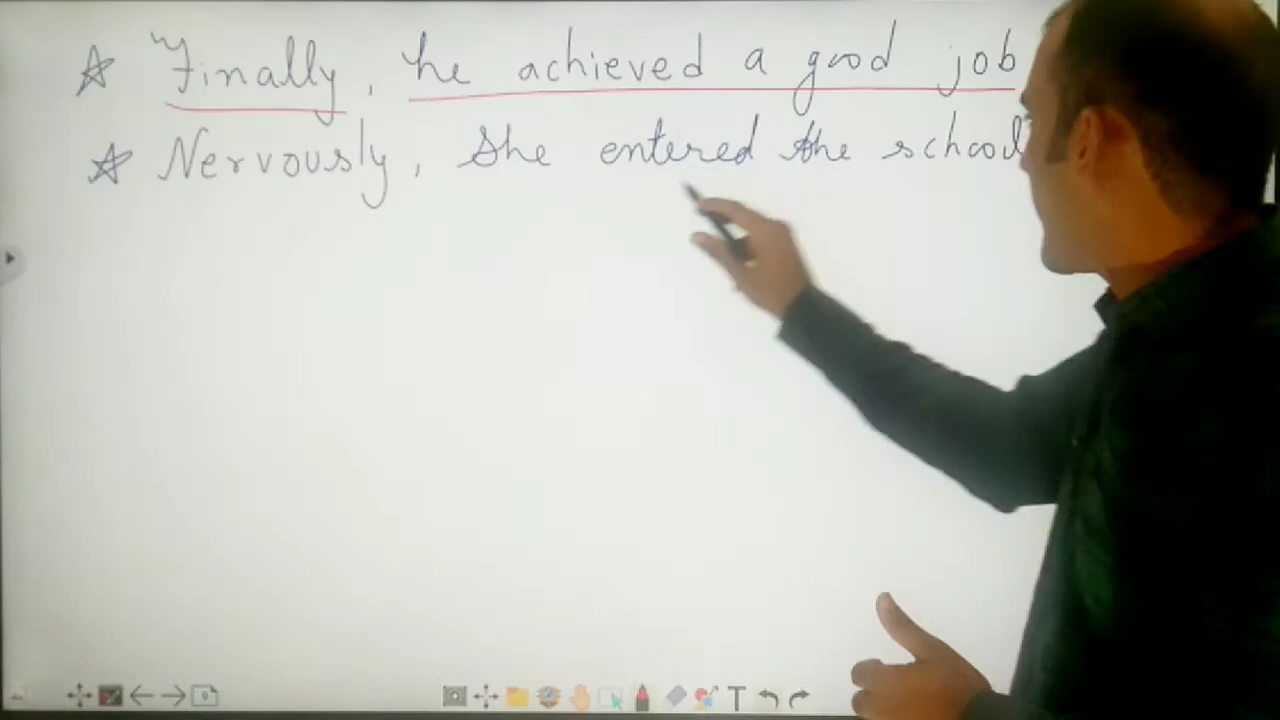 ☆ Finally, he achieved a good job
☆ Nervously, She entered the school
T